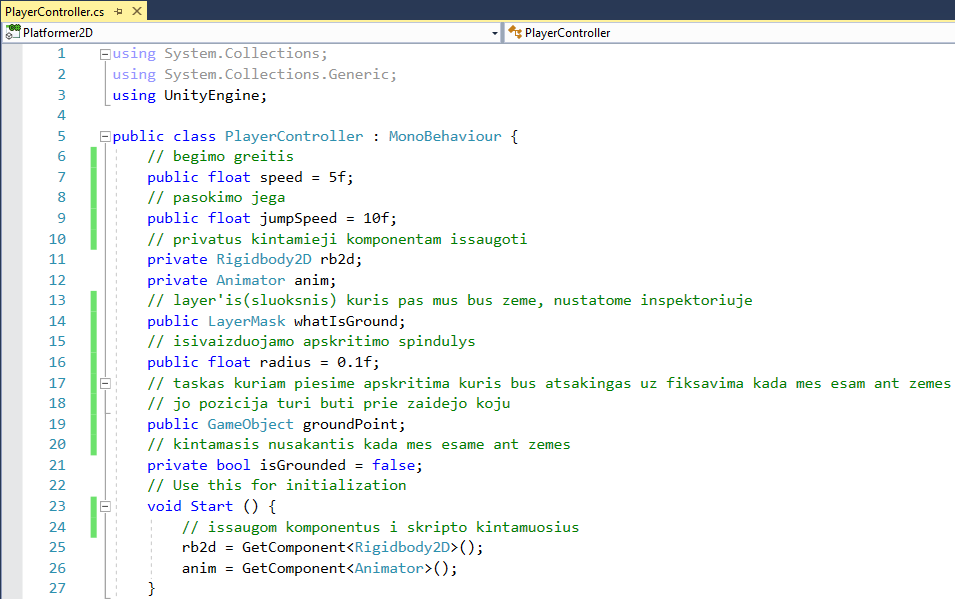 PlayerController.cs
Platformer2D PlayerController
1 using System.Collections;
2 using System.Collections.Generic;
3 using UnityEngine;
4
5 public class PlayerController : MonoBehaviour {
6 // begimo greitis
7 public float speed = 5f;
8 // pasokimo jega
9 public float jumpSpeed = 10f;
10 // privatus kintamieji komponentam issaugoti
11 private Rigidbody2D rb2d;
12 private Animator anim;
13 // layer'is(sluoksnis) kuris pas mus bus zeme, nustatome inspektoriuje
14 public LayerMask whatIsGround;
15 // isivaizduojamo apskritimo spindulys
16 public float radius = 0.1f;
17 // taskas kuriam piesime apskritima kuris bus atsakingas uz fiksavima kada mes esam ant zemes
18 // jo pozicija turi buti prie zaidejo koju
19 public GameObject groundPoint;
20 // kintamasis nusakantis kada mes esame ant zemes
21 private bool isGrounded = false;
22 // Use this for initialization
23 void Start () {
24 // issaugom komponentus i skripto kintamuosius
25 rb2d = GetComponent<Rigidbody2D>();
26 anim = GetComponent<Animator>();
27 }